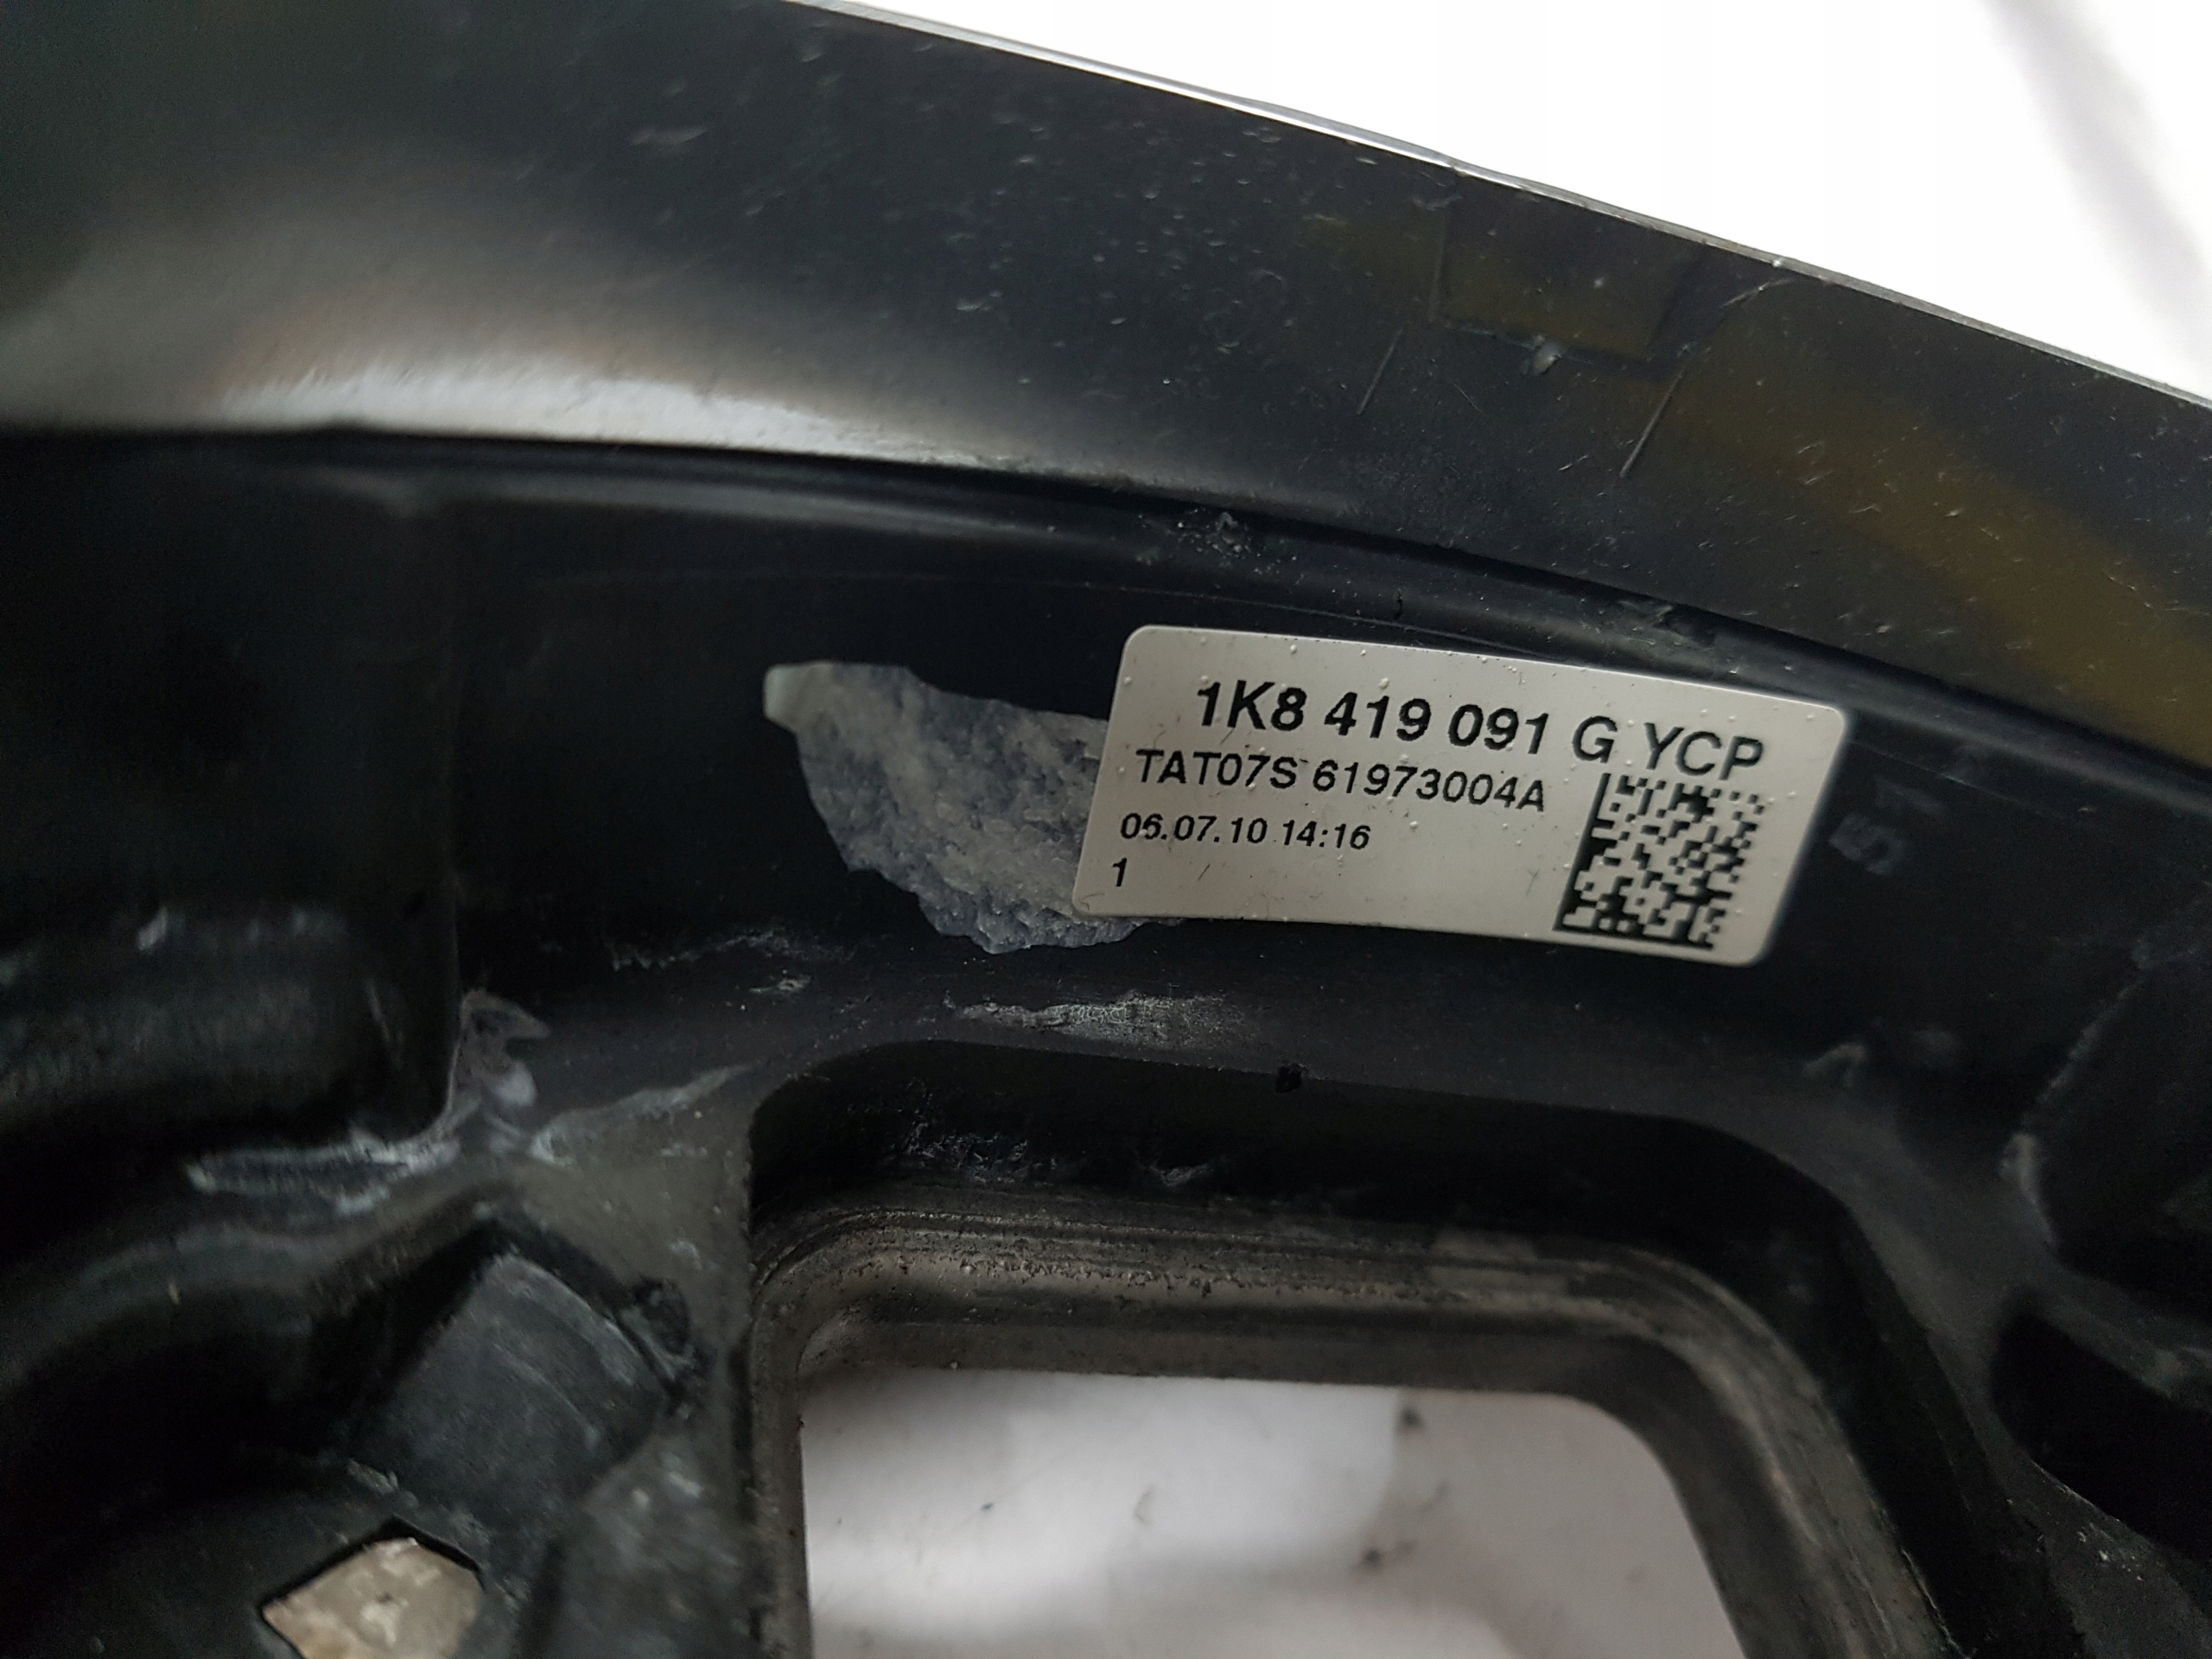 1K8 419 091 G YCP
TAT07S 61973004A
06.07.10 14:16
1